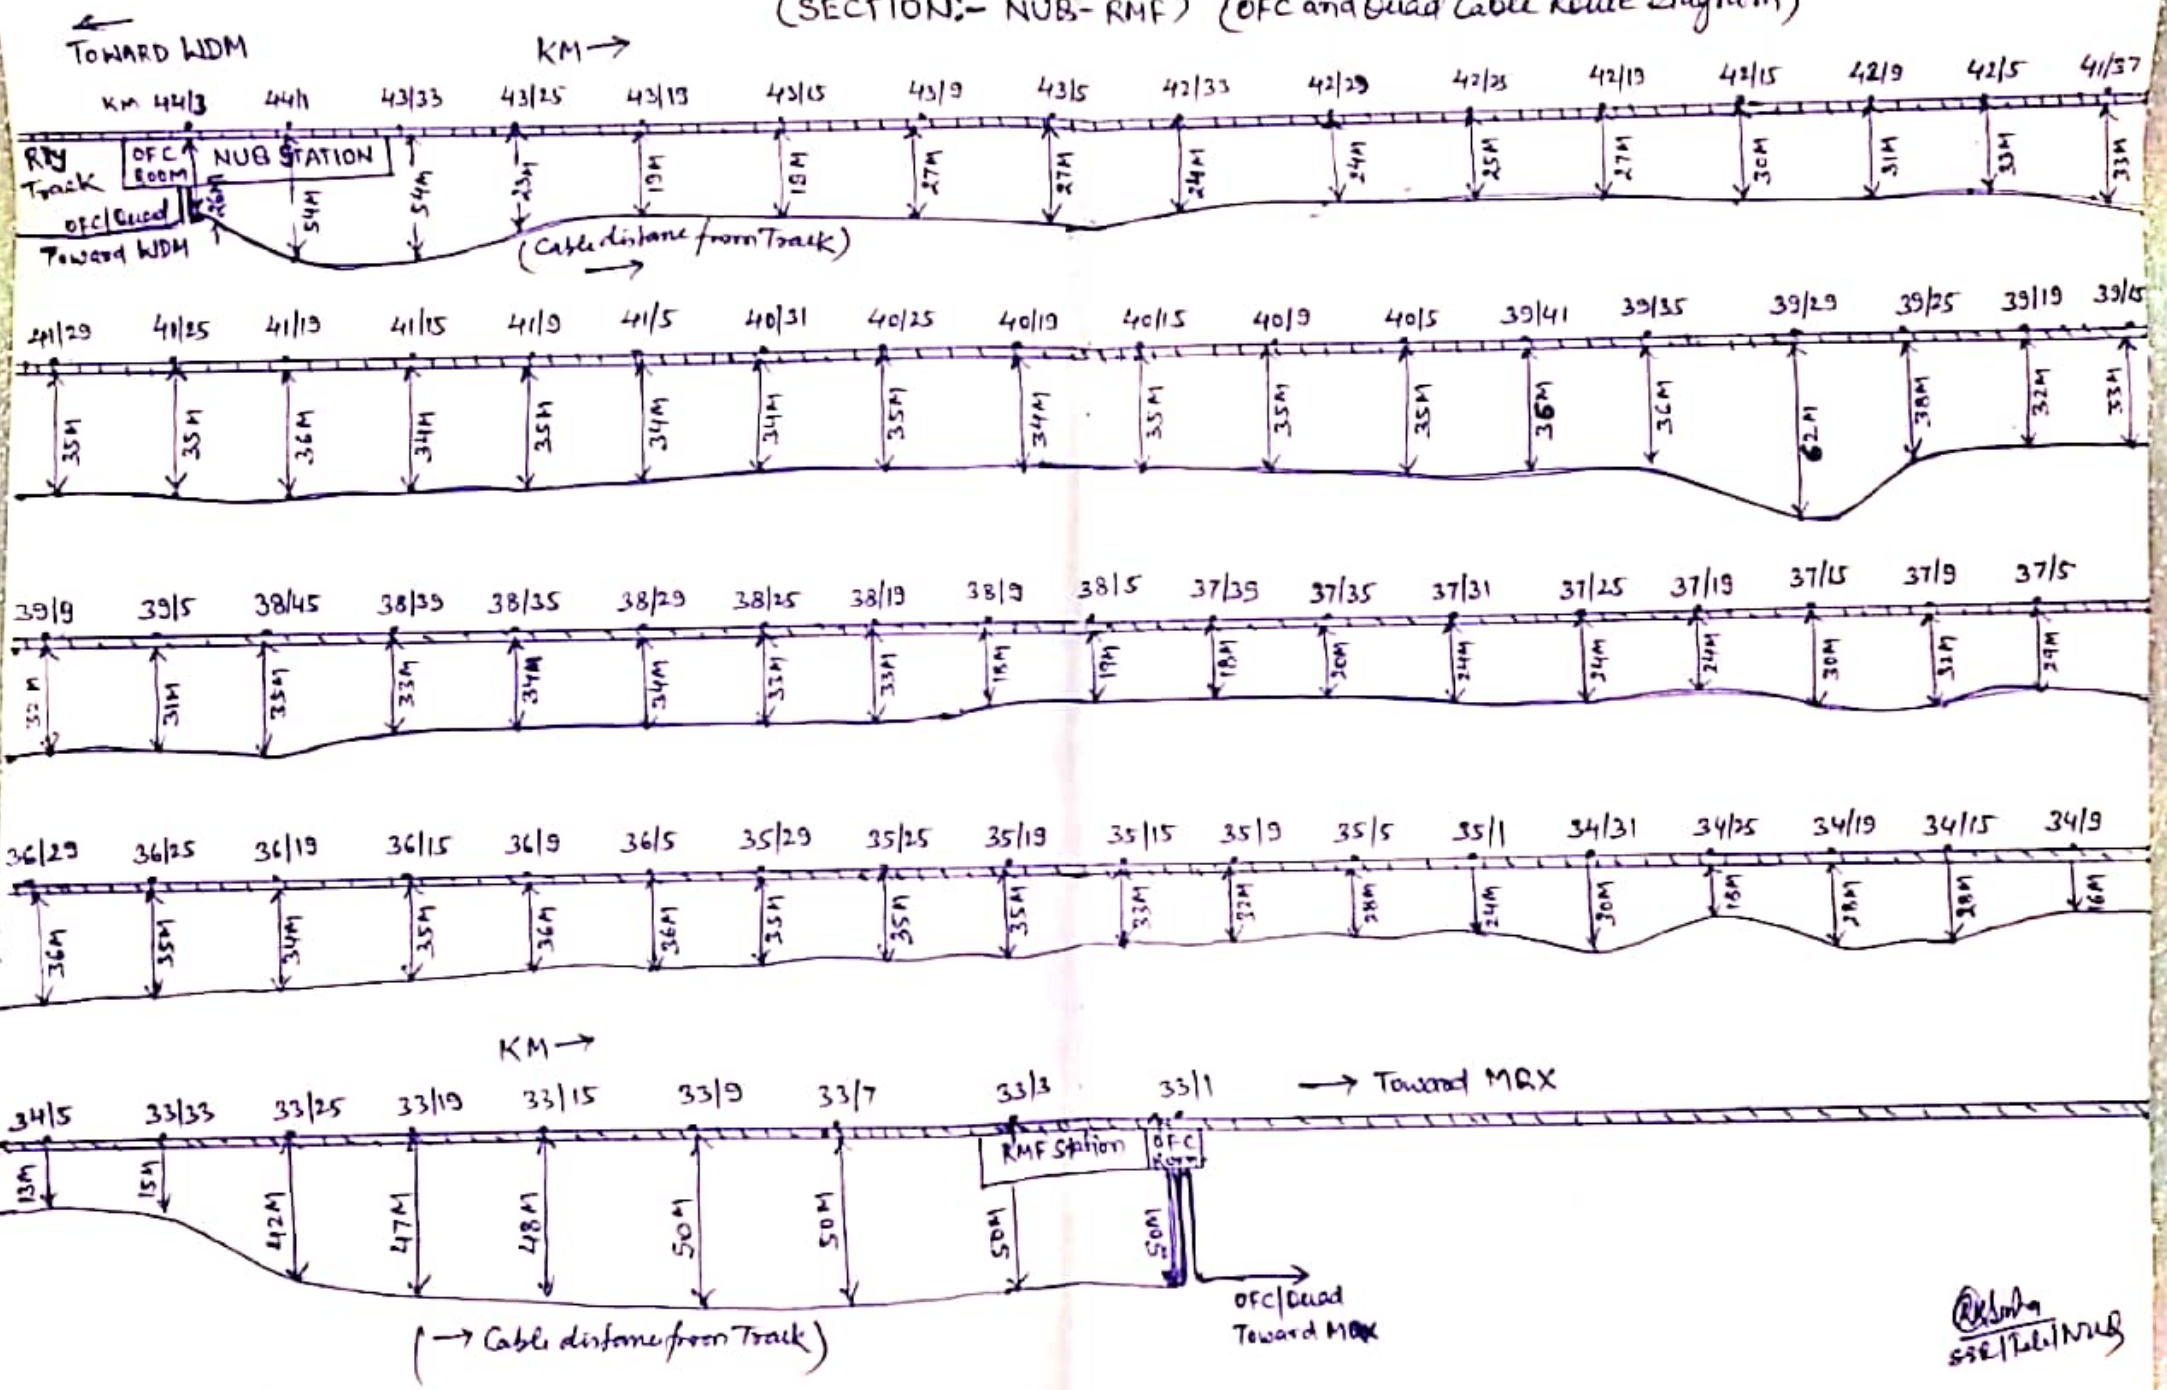 (SECTION:- NUB-RMF) (OFC and Quad Cable Route Diagram)
← TOWARD WDM
KM →
KM 44/3 44/1 43/33 43/25 43/19 43/15 43/9 43/5 42/33 42/29 42/25 42/19 42/15 42/9 42/5 41/37
Rly Track
OFC ROOM
NUB STATION
26M 54M 54M 23M 19M 19M 27M 27M 24M 24M 25M 27M 30M 31M 33M 33M
OFC/Quad
Toward WDM
(Cable distane from Track)
→
41/29 41/25 41/19 41/15 41/9 41/5 40/31 40/25 40/19 40/15 40/9 40/5 39/41 39/35 39/29 39/25 39/19 39/15
35M 35M 36M 34M 35M 34M 34M 35M 34M 35M 35M 35M 36M 36M 62M 38M 32M 33M
39/9 39/5 38/45 38/39 38/35 38/29 38/25 38/19 38/9 38/5 37/39 37/35 37/31 37/25 37/19 37/15 37/9 37/5
32M 31M 35M 33M 34M 34M 33M 33M 18M 19M 18M 20M 24M 24M 24M 30M 32M 29M
36/29 36/25 36/19 36/15 36/9 36/5 35/29 35/25 35/19 35/15 35/9 35/5 35/1 34/31 34/25 34/19 34/15 34/9
36M 35M 34M 35M 36M 36M 35M 35M 35M 33M 32M 28M 24M 30M 18M 28M 28M 16M
KM →
34/5 33/33 33/25 33/19 33/15 33/9 33/7 33/3 33/1 → Toward MQX
RMF Station
OFC
13M 15M 42M 47M 48M 50M 50M 50M 50M
OFC/Quad
Toward MQX
(→ Cable distane from Track)
SSE/Tele/NUB